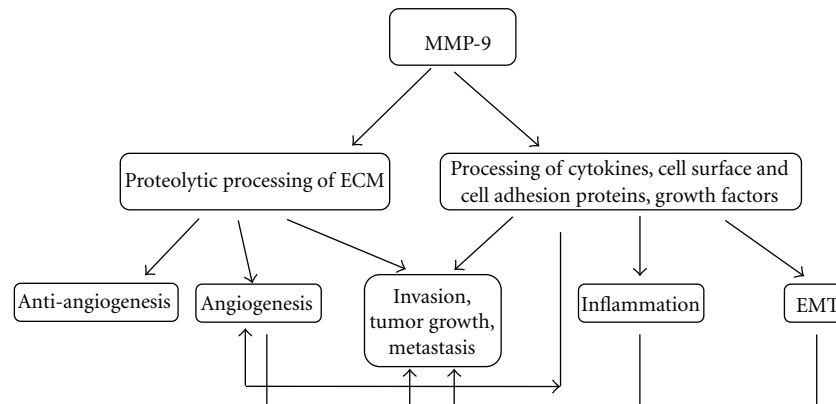 MMP-9
Proteolytic processing of ECM
Processing of cytokines, cell surface and
cell adhesion proteins, growth factors
Anti-angiogenesis
Angiogenesis
Invasion,
tumor growth,
metastasis
Inflammation
EMT